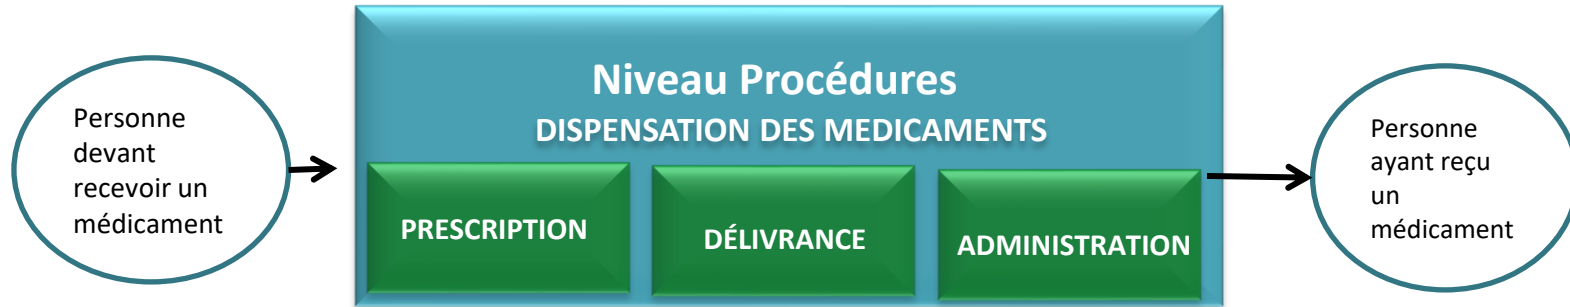 Personne
devant
recevoir un
médicament
Niveau Procédures
DISPENSATION DES MEDICAMENTS
PRESCRIPTION
DÉLIVRANCE
ADMINISTRATION
Personne
ayant reçu
un
médicament